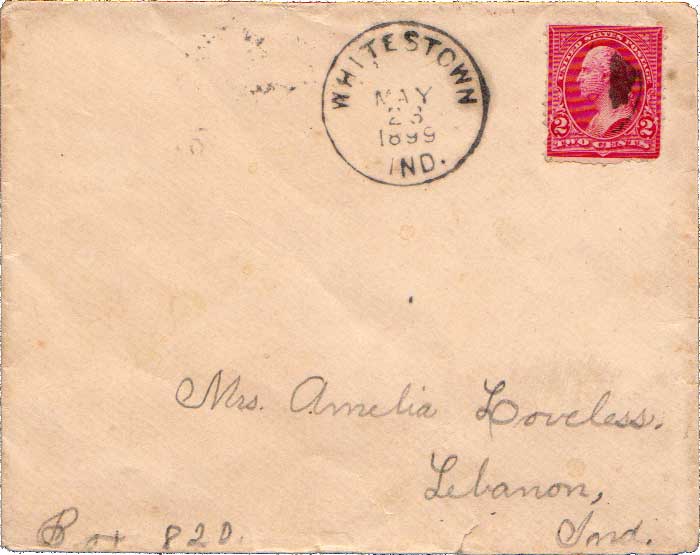 WHITESTOWN
MAY
23
1899
IND.
UNITED STATES POSTAGE
2 2
TWO CENTS
Mrs. Amelia Loveless.
Lebanon,
Ind.
Box 820.